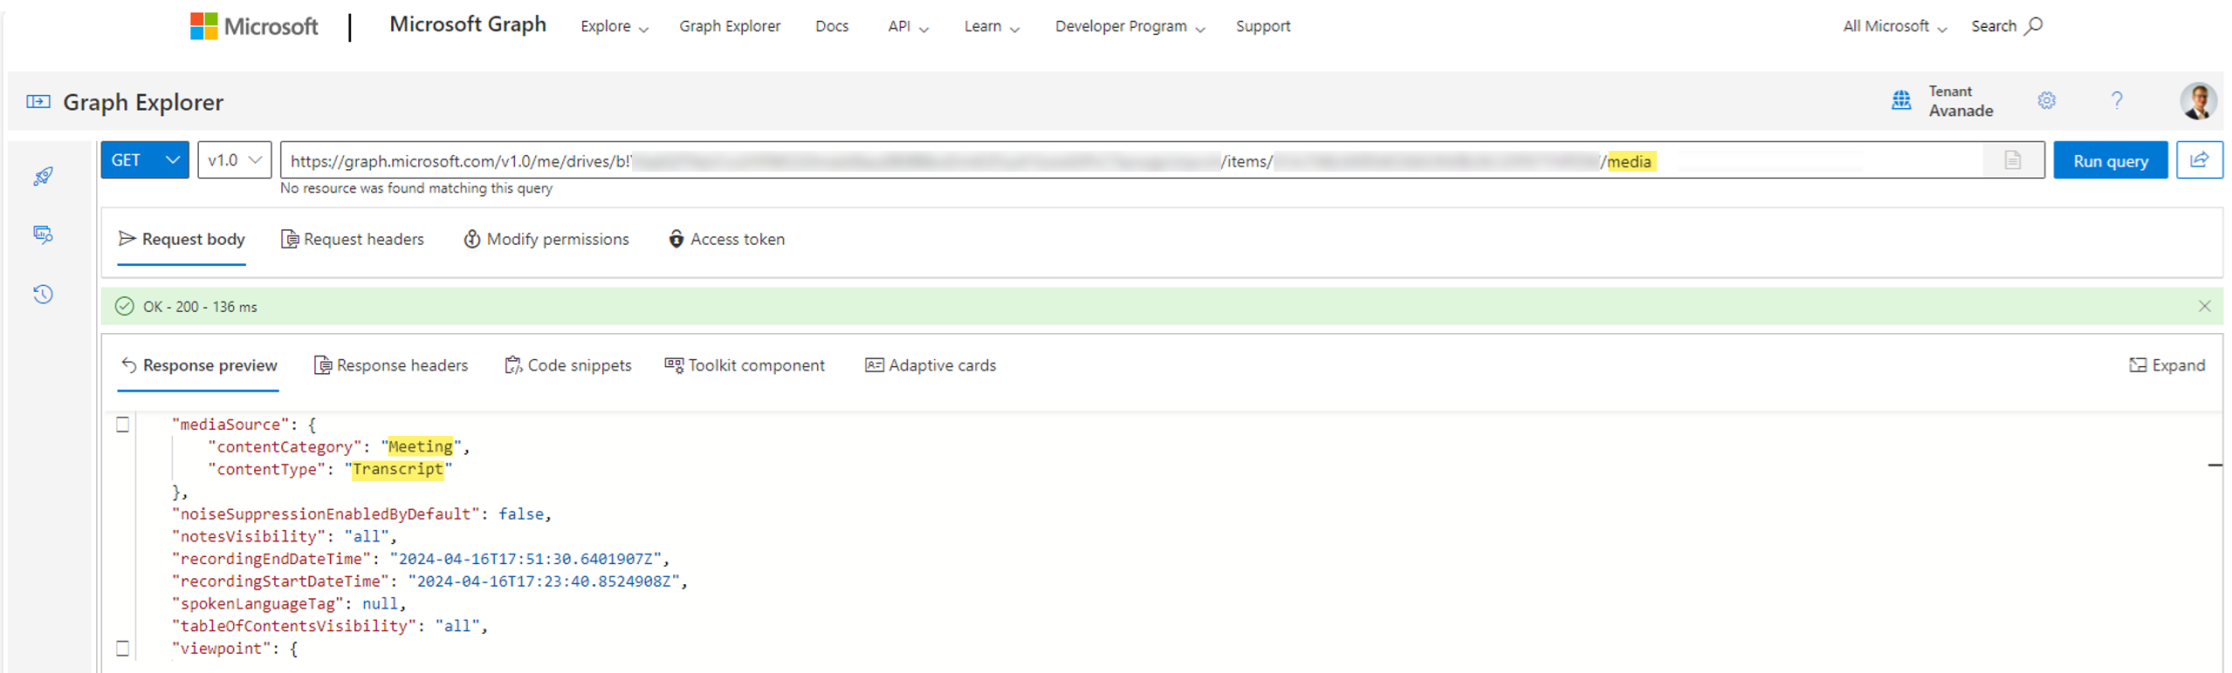 Microsoft | Microsoft Graph Explore Graph Explorer Docs API Learn Developer Program Support All Microsoft Search
Graph Explorer Tenant Avanade ?
GET v1.0 https://graph.microsoft.com/v1.0/me/drives/b! /items/ /media Run query
No resource was found matching this query
Request body Request headers Modify permissions Access token
OK - 200 - 136 ms
Response preview Response headers Code snippets Toolkit component Adaptive cards Expand
"mediaSource": {
"contentCategory": "Meeting",
"contentType": "Transcript"
},
"noiseSuppressionEnabledByDefault": false,
"notesVisibility": "all",
"recordingEndDateTime": "2024-04-16T17:51:30.6401907Z",
"recordingStartDateTime": "2024-04-16T17:23:40.8524908Z",
"spokenLanguageTag": null,
"tableOfContentsVisibility": "all",
"viewpoint": {